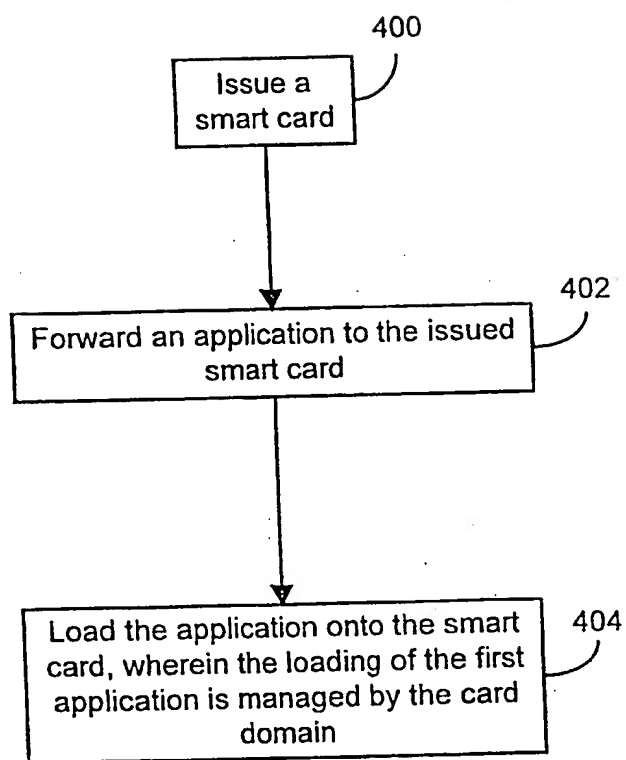 400
Issue a
smart card
402
Forward an application to the issued
smart card
404
Load the application onto the smart
card, wherein the loading of the first
application is managed by the card
domain